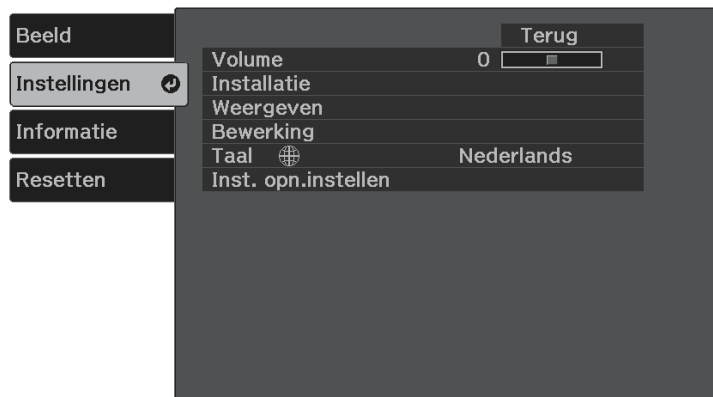 Beeld
Instellingen
Informatie
Resetten
Terug
Volume 0
Installatie
Weergeven
Bewerking
Taal Nederlands
Inst. opn.instellen